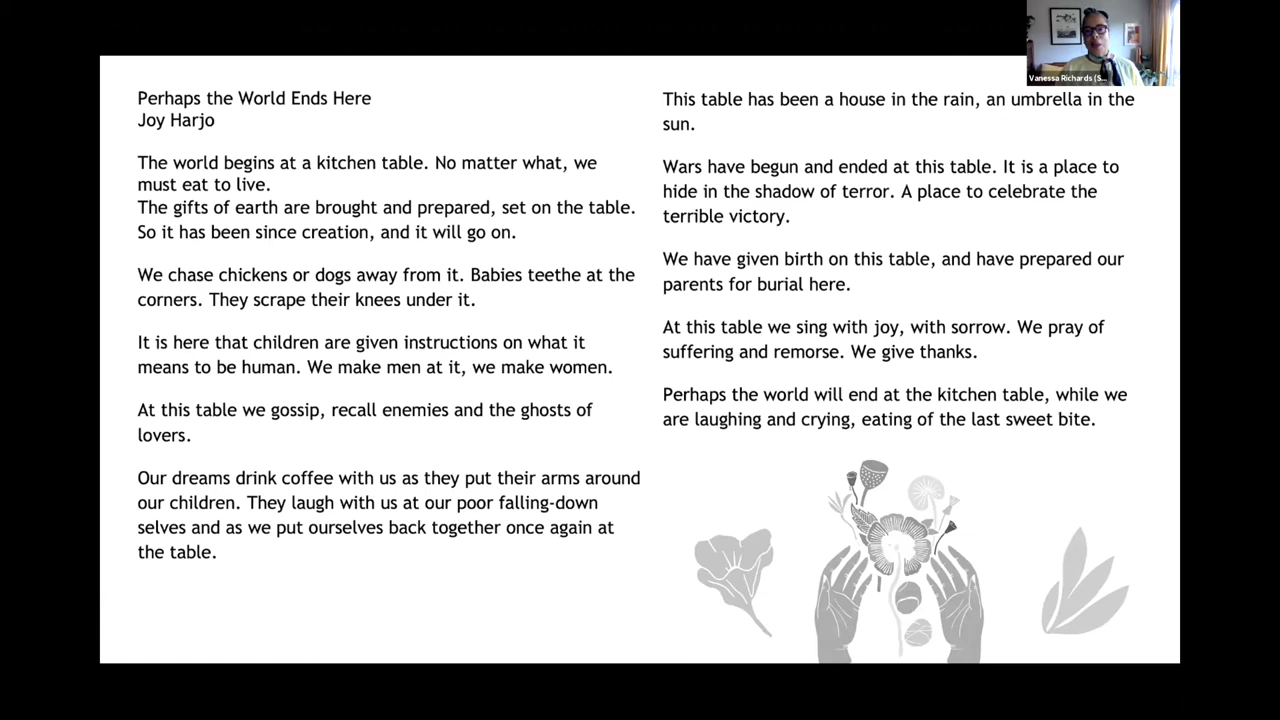 Perhaps the World Ends Here
Joy Harjo
The world begins at a kitchen table. No matter what, we
must eat to live.
The gifts of earth are brought and prepared, set on the table.
So it has been since creation, and it will go on.
We chase chickens or dogs away from it. Babies teethe at the
corners. They scrape their knees under it.
It is here that children are given instructions on what it
means to be human. We make men at it, we make women.
At this table we gossip, recall enemies and the ghosts of
lovers.
Our dreams drink coffee with us as they put their arms around
our children. They laugh with us at our poor falling-down
selves and as we put ourselves back together once again at
the table.
This table has been a house in the rain, an umbrella in the
sun.
Wars have begun and ended at this table. It is a place to
hide in the shadow of terror. A place to celebrate the
terrible victory.
We have given birth on this table, and have prepared our
parents for burial here.
At this table we sing with joy, with sorrow. We pray of
suffering and remorse. We give thanks.
Perhaps the world will end at the kitchen table, while we
are laughing and crying, eating of the last sweet bite.
Vanessa Richards (S...